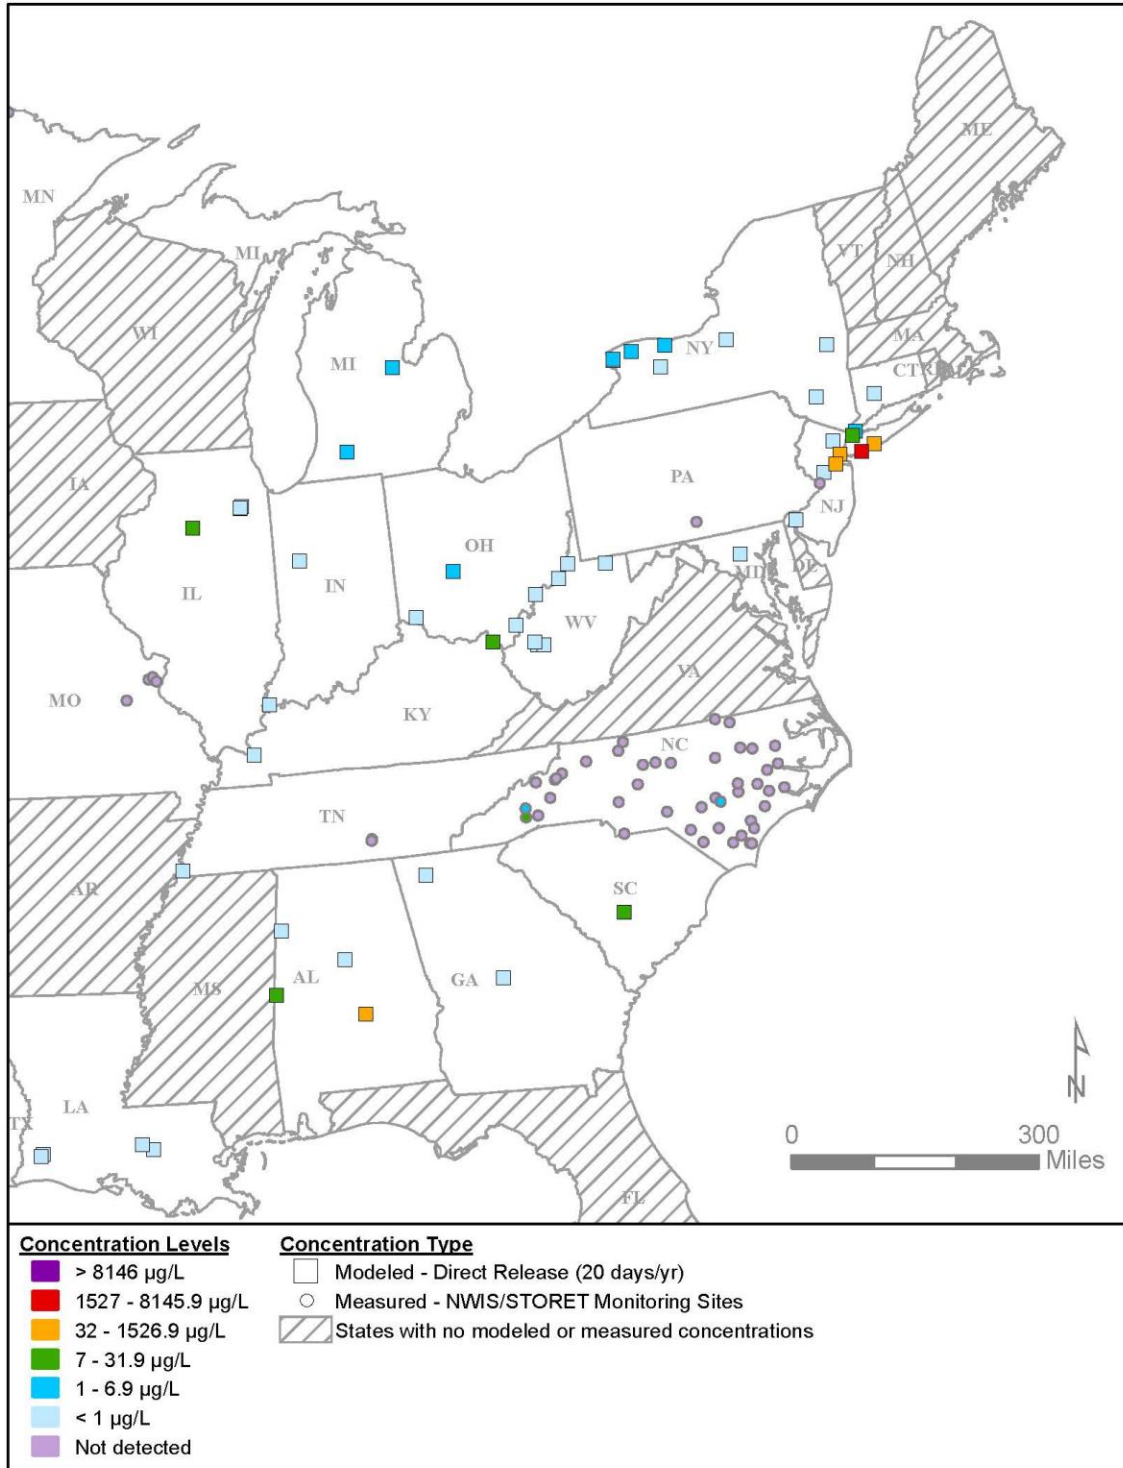 ME
MN
VT
NH
MI
WI
MA
NY
MI
CT
RI
IA
PA
NJ
OH
IN
IL
MD
DE
WV
VA
MO
KY
NC
TN
AR
SC
MS
AL
GA
N
LA
TX
0 300
Miles
FL
Concentration Levels
> 8146 µg/L
1527 - 8145.9 µg/L
32 - 1526.9 µg/L
7 - 31.9 µg/L
1 - 6.9 µg/L
< 1 µg/L
Not detected
Concentration Type
Modeled - Direct Release (20 days/yr)
Measured - NWIS/STORET Monitoring Sites
States with no modeled or measured concentrations